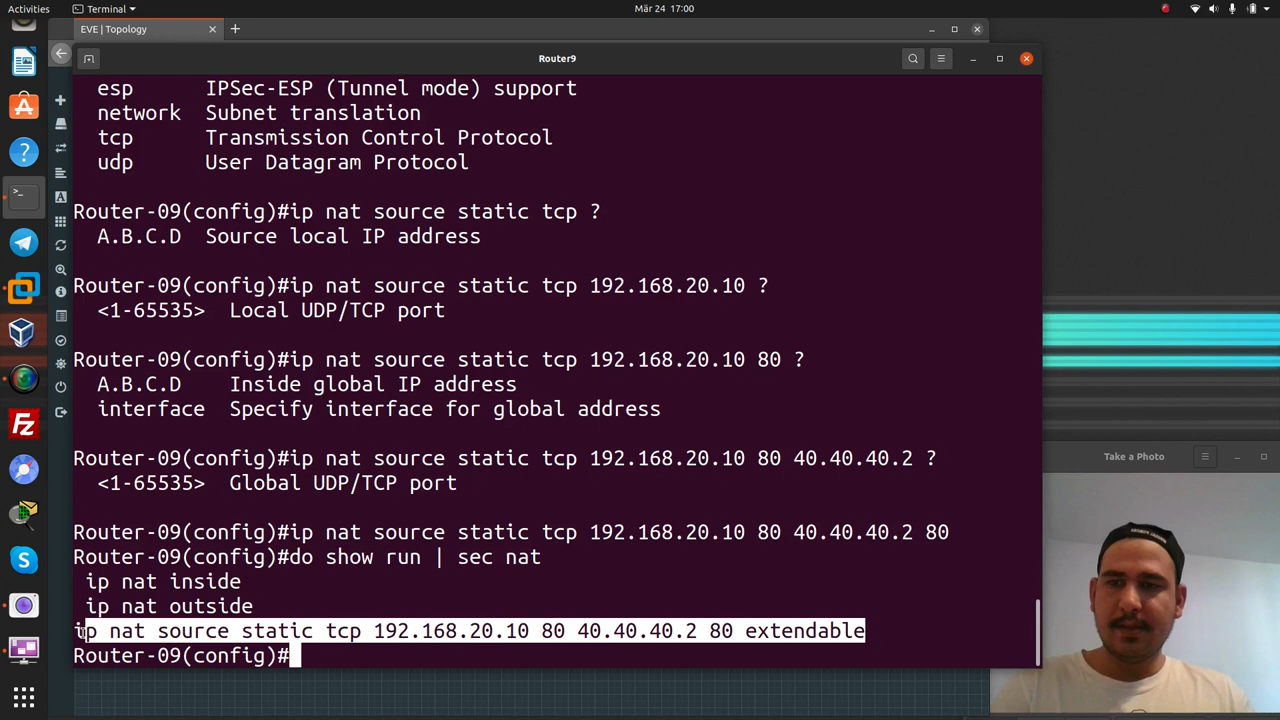 Activities
Terminal
Mär 24 17:00
EVE | Topology
Router9
esp IPSec-ESP (Tunnel mode) support
network Subnet translation
tcp Transmission Control Protocol
udp User Datagram Protocol
Router-09(config)#ip nat source static tcp ?
A.B.C.D Source local IP address
Router-09(config)#ip nat source static tcp 192.168.20.10 ?
<1-65535> Local UDP/TCP port
Router-09(config)#ip nat source static tcp 192.168.20.10 80 ?
A.B.C.D Inside global IP address
interface Specify interface for global address
Router-09(config)#ip nat source static tcp 192.168.20.10 80 40.40.40.2 ?
<1-65535> Global UDP/TCP port
Router-09(config)#ip nat source static tcp 192.168.20.10 80 40.40.40.2 80
Router-09(config)#do show run | sec nat
ip nat inside
ip nat outside
ip nat source static tcp 192.168.20.10 80 40.40.40.2 80 extendable
Router-09(config)#
Take a Photo